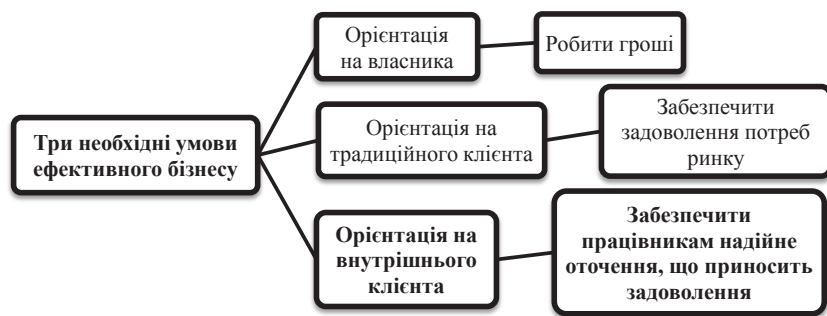 Орієнтація
на власника
Робити гроші
Три необхідні умови
ефективного бізнесу
Орієнтація на
традиційного клієнта
Забезпечити
задоволення потреб
ринку
Орієнтація на
внутрішнього
клієнта
Забезпечити
працівникам надійне
оточення, що приносить
задоволення